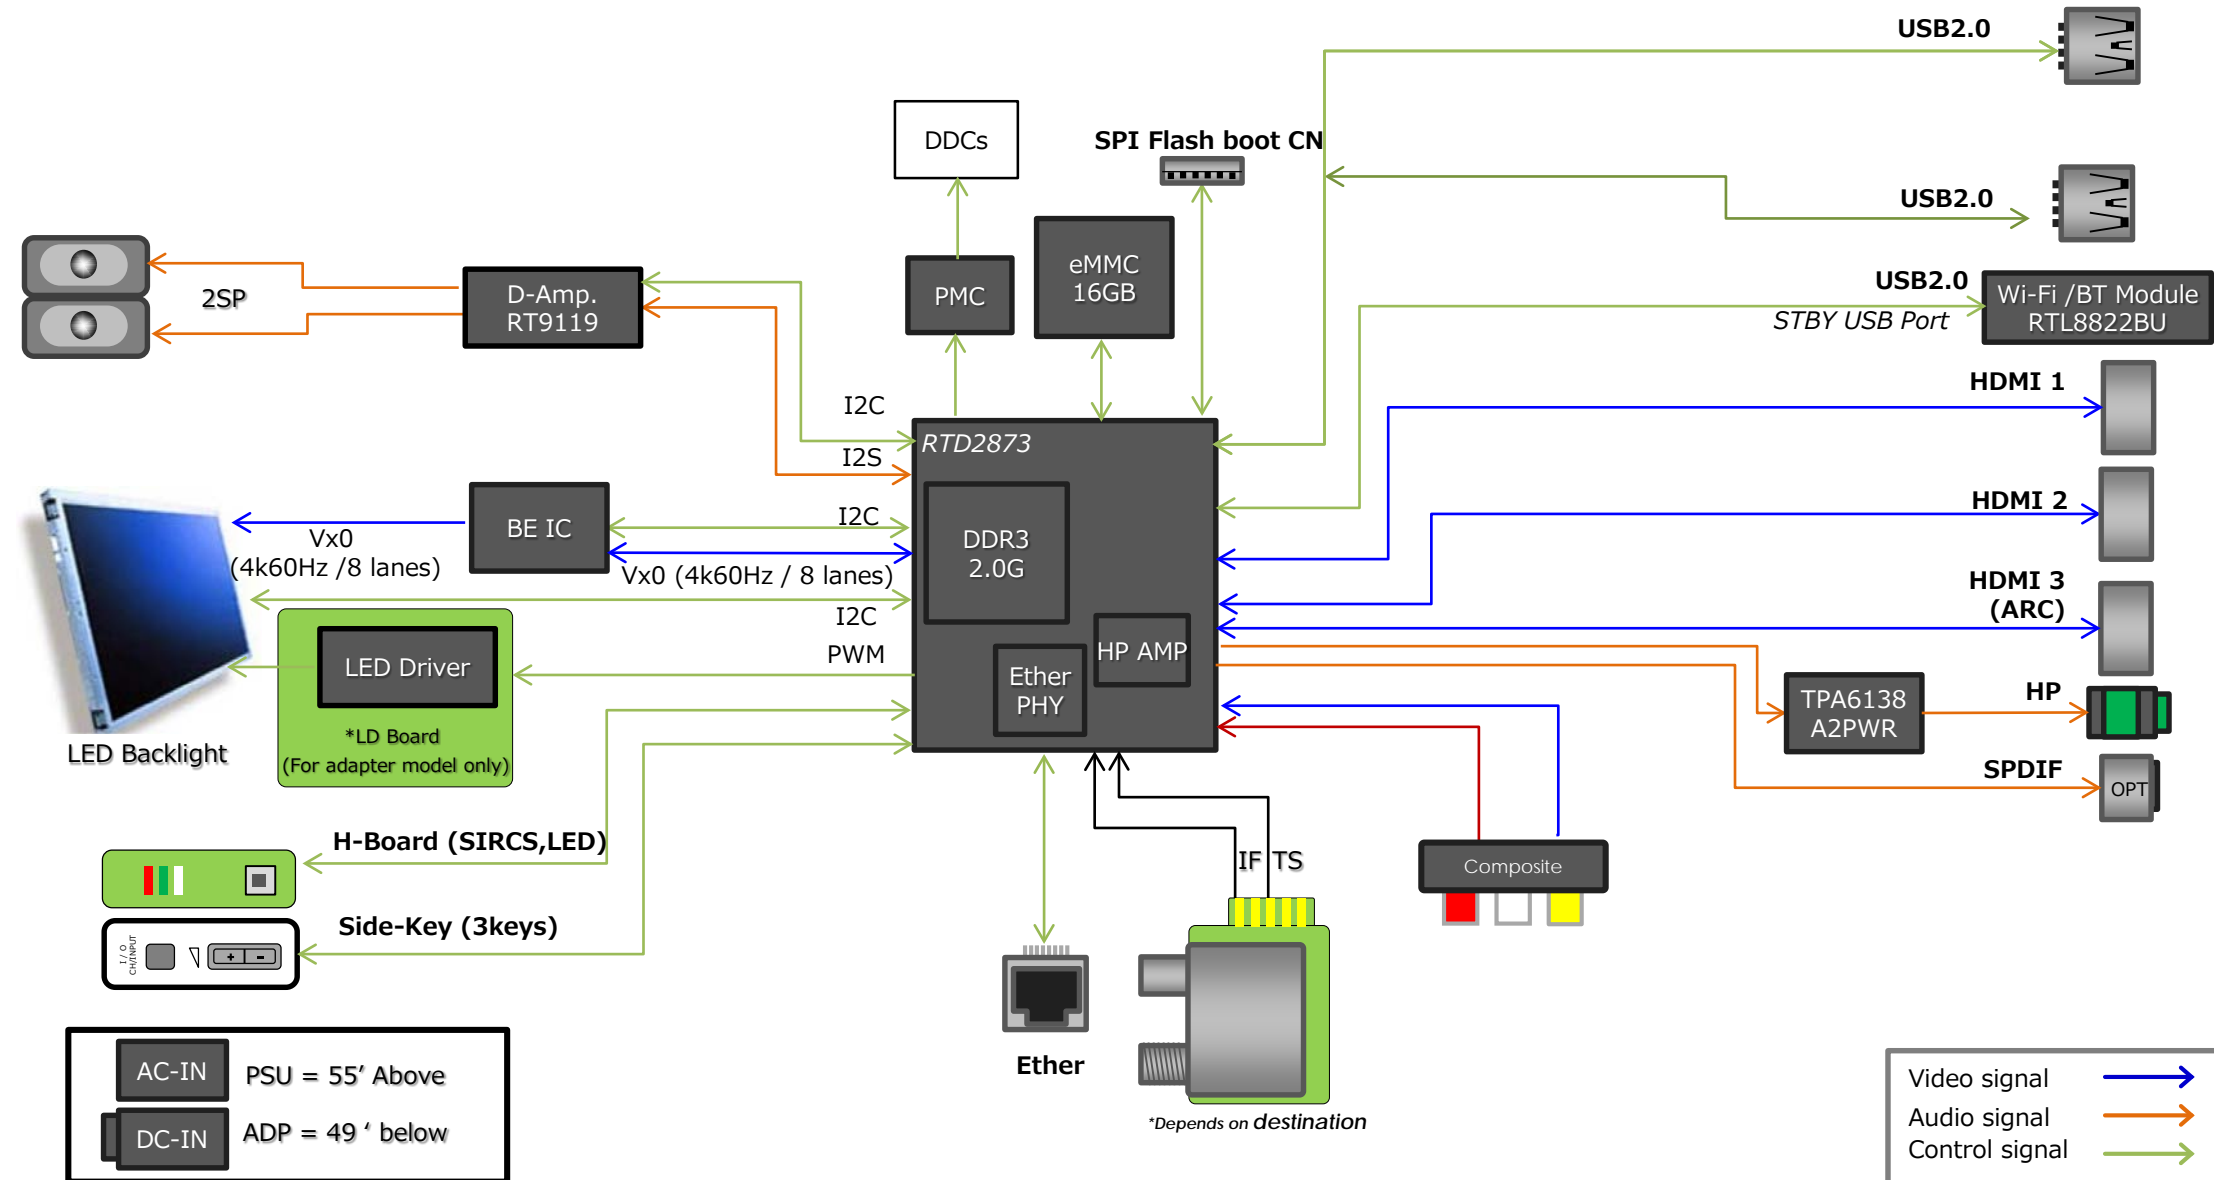 USB2.0
DDCs
SPI Flash boot CN
USB2.0
2SP
D-Amp.
RT9119
PMC
eMMC
16GB
USB2.0
STBY USB Port
Wi-Fi /BT Module
RTL8822BU
HDMI 1
I2C
RTD2873
I2S
HDMI 2
I2C
BE IC
Vx0
(4k60Hz /8 lanes)
Vx0 (4k60Hz / 8 lanes)
DDR3
2.0G
HDMI 3
(ARC)
I2C
PWM
LED Driver
HP AMP
Ether
PHY
*LD Board
(For adapter model only)
LED Backlight
TPA6138
A2PWR
HP
SPDIF
OPT
H-Board (SIRCS,LED)
IF TS
Composite
Side-Key (3keys)
I / O
CH/INPUT
+ -
Ether
*Depends on destination
AC-IN
PSU = 55’ Above
DC-IN
ADP = 49 ‘ below
Video signal
Audio signal
Control signal